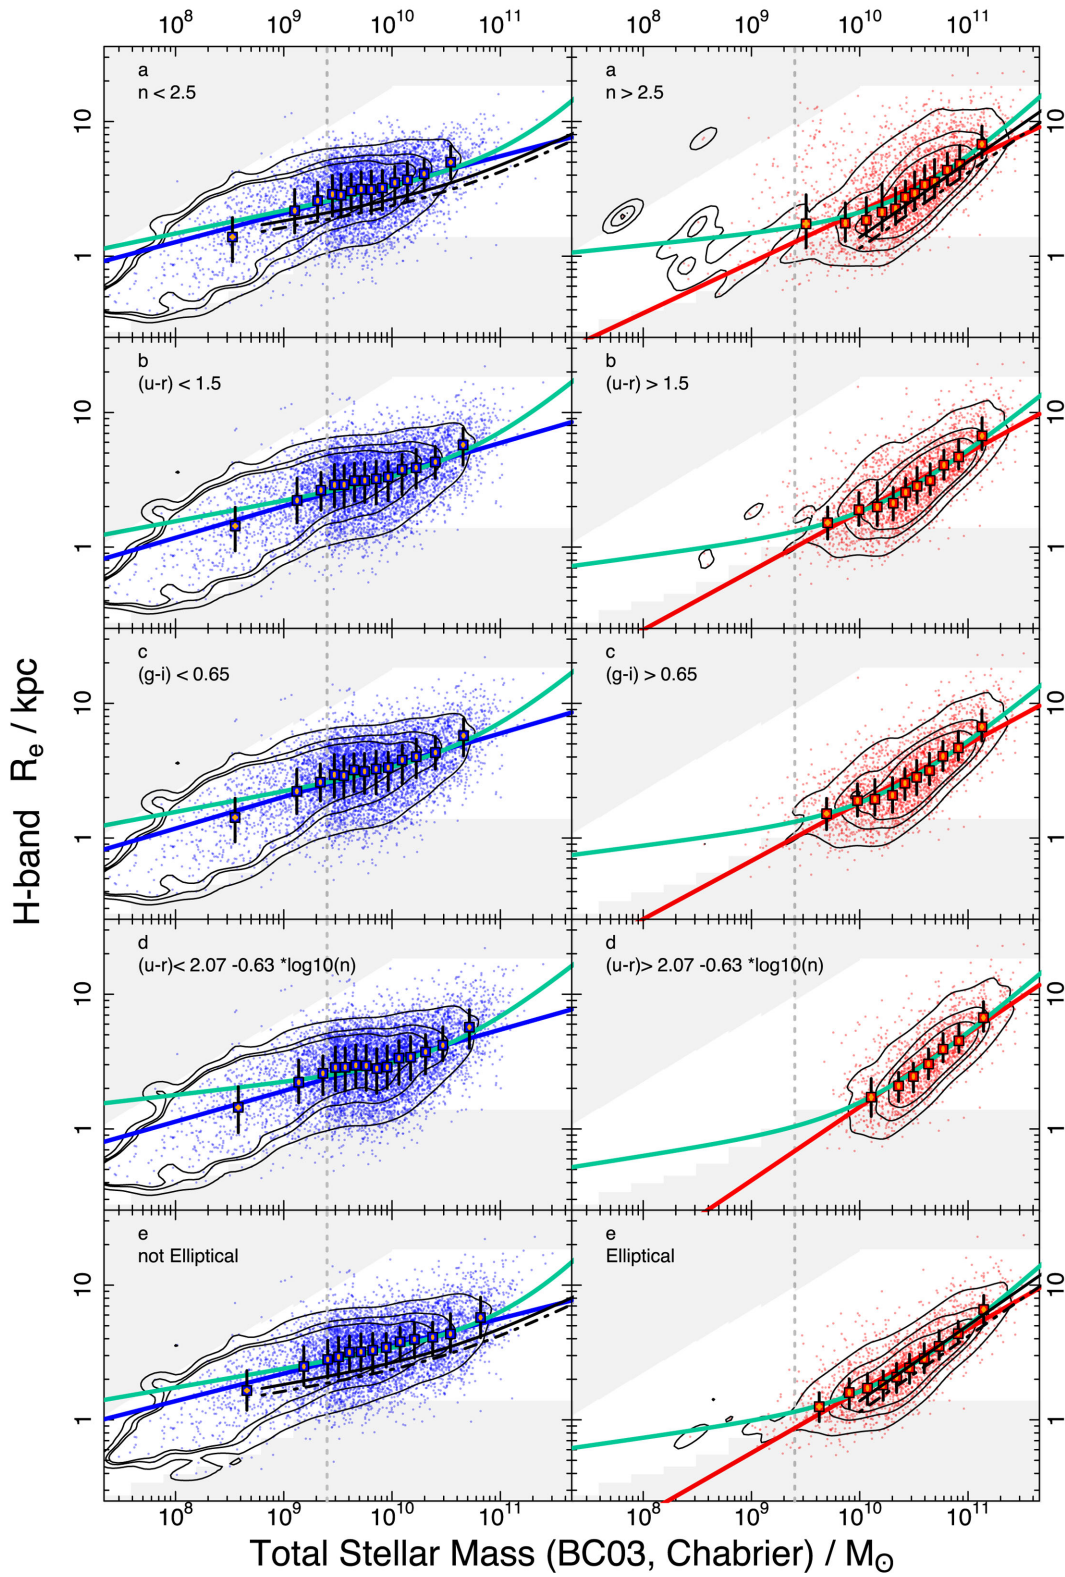 10⁸ 10⁹ 10¹⁰ 10¹¹ 10⁸ 10⁹ 10¹⁰ 10¹¹
a
n < 2.5
a
n > 2.5
10
1
10
1
b
(u-r) < 1.5
b
(u-r) > 1.5
10
1
10
1
c
(g-i) < 0.65
c
(g-i) > 0.65
10
1
10
1
d
(u-r)< 2.07 -0.63 *log10(n)
d
(u-r)> 2.07 -0.63 *log10(n)
10
1
10
1
e
not Elliptical
e
Elliptical
10
1
10
1
H-band Rₑ / kpc
10⁸ 10⁹ 10¹⁰ 10¹¹ 10⁸ 10⁹ 10¹⁰ 10¹¹
Total Stellar Mass (BC03, Chabrier) / M☉